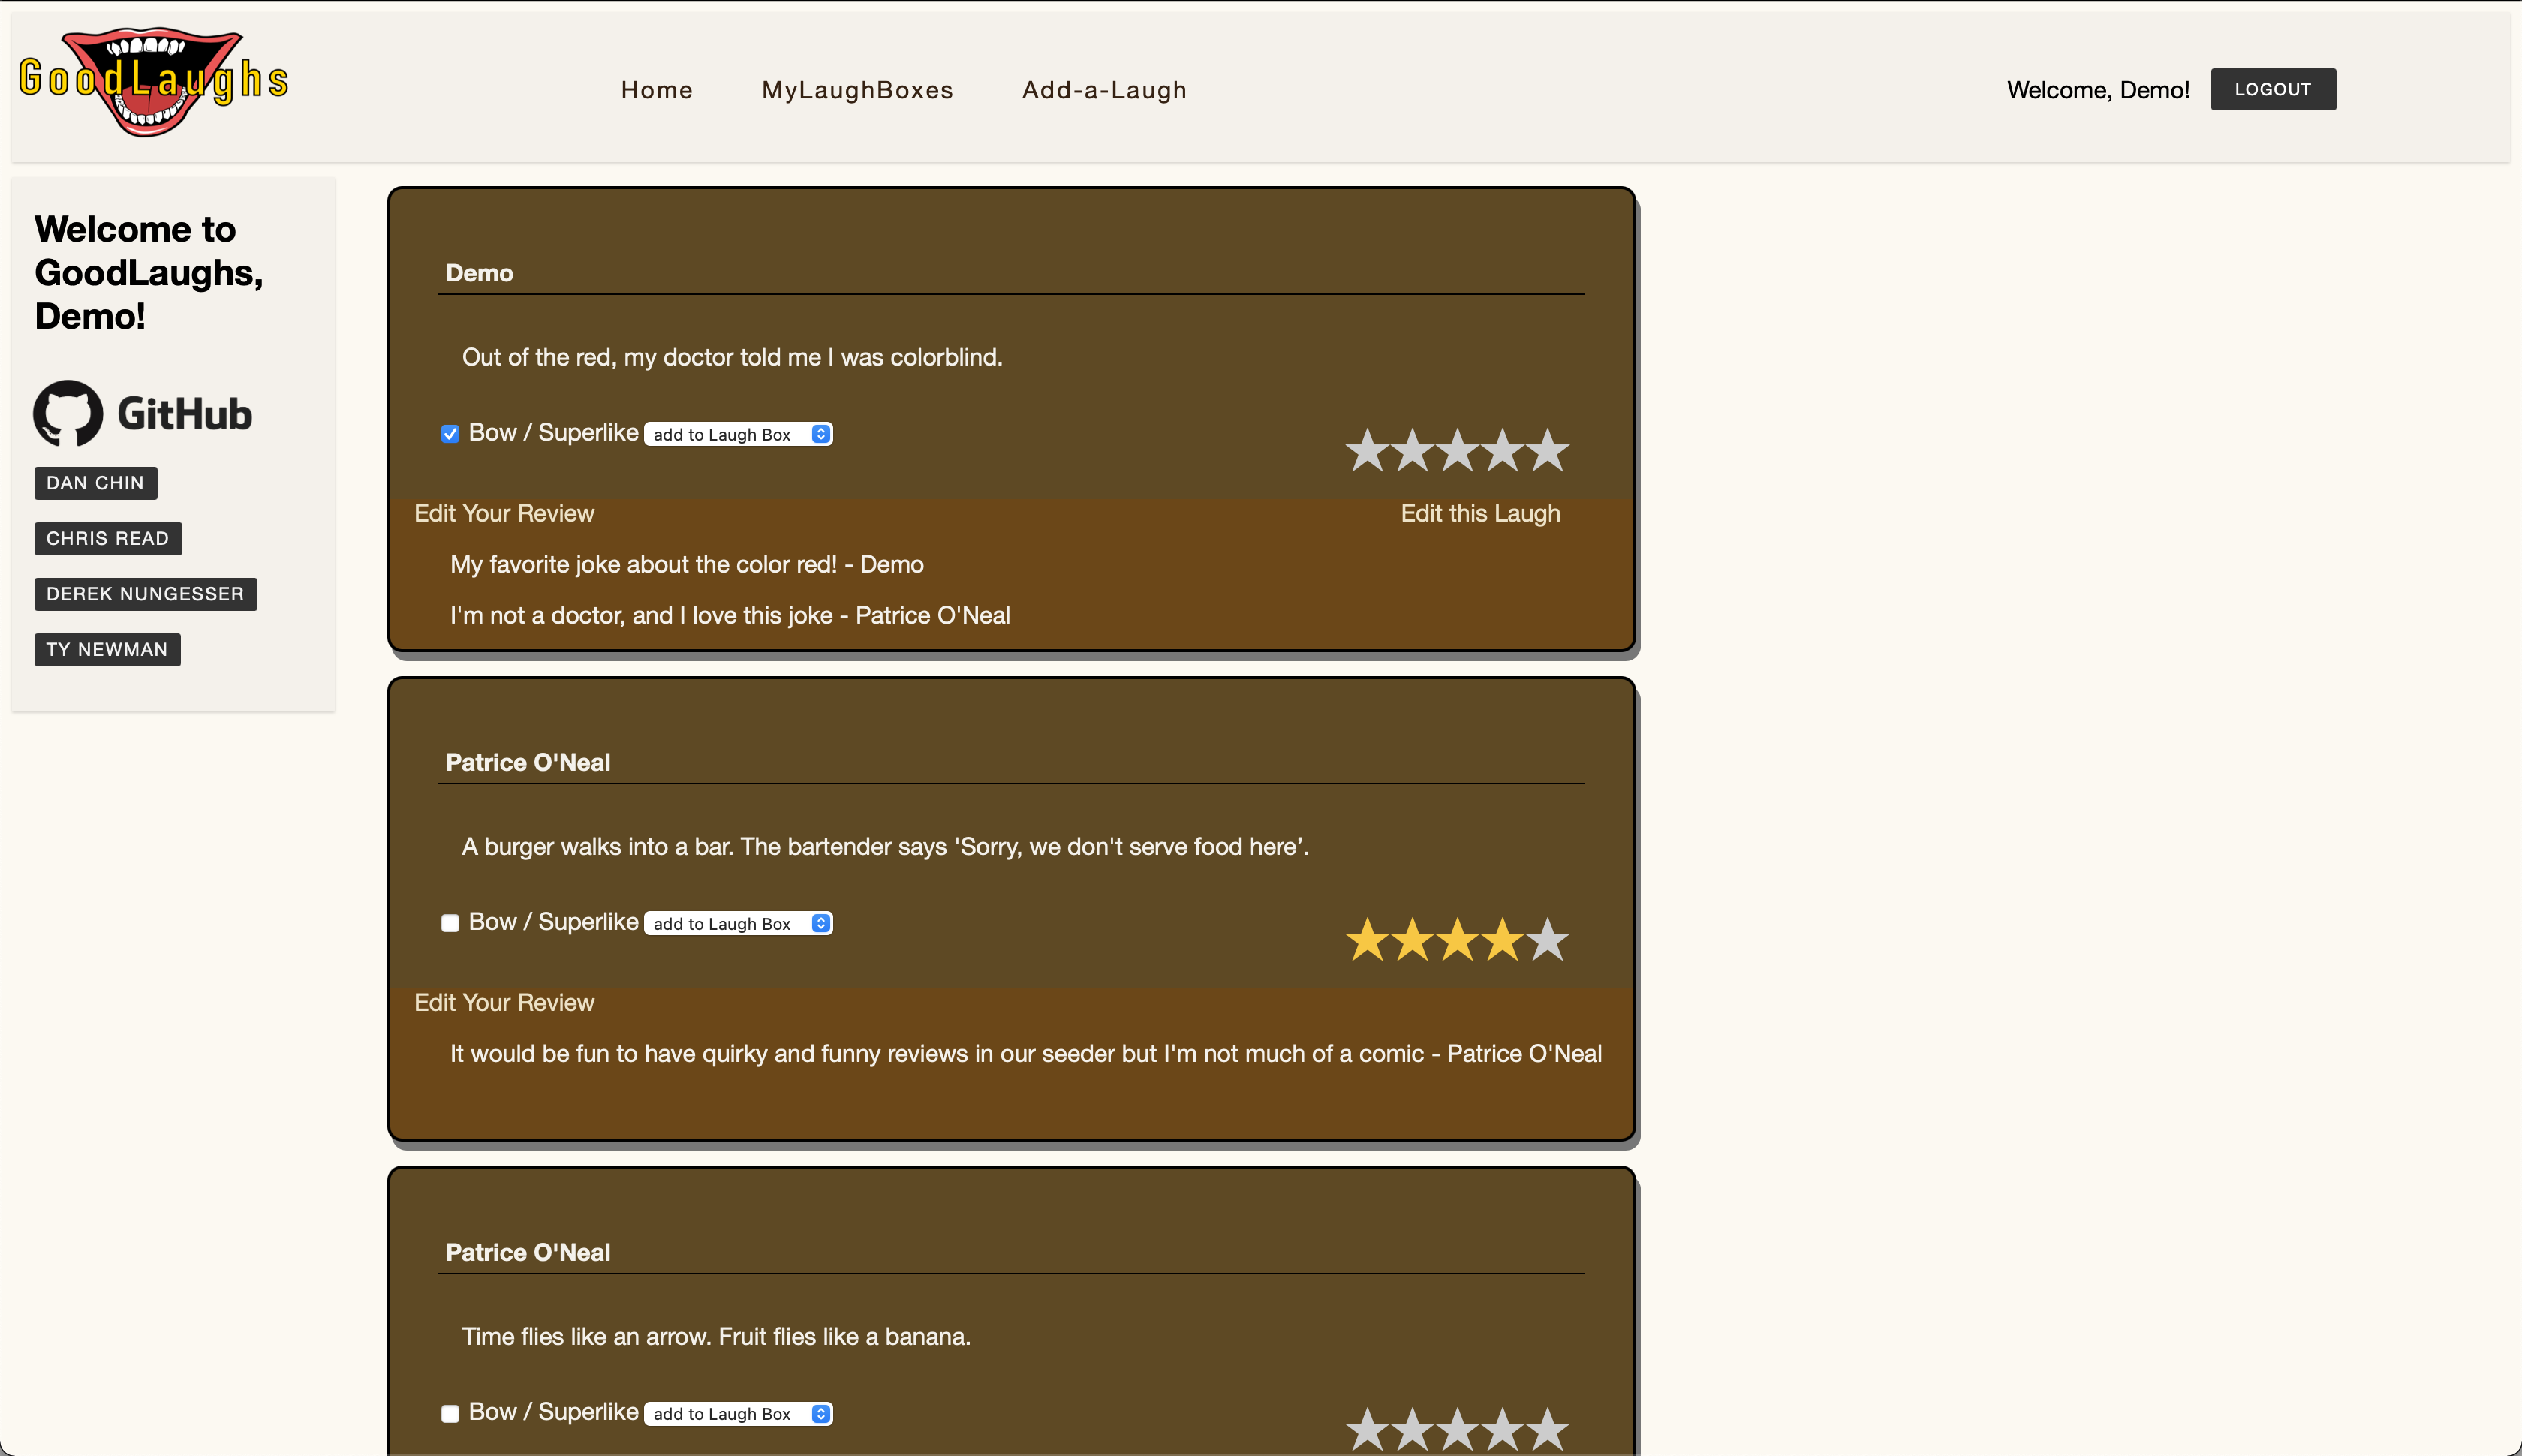 GoodLaughs
Home MyLaughBoxes Add-a-Laugh
Welcome, Demo! LOGOUT
Welcome to
GoodLaughs,
Demo!
GitHub
DAN CHIN
CHRIS READ
DEREK NUNGESSER
TY NEWMAN
Demo
Out of the red, my doctor told me I was colorblind.
Bow / Superlike add to Laugh Box
Edit Your Review Edit this Laugh
My favorite joke about the color red! - Demo
I'm not a doctor, and I love this joke - Patrice O'Neal
Patrice O'Neal
A burger walks into a bar. The bartender says 'Sorry, we don't serve food here’.
Bow / Superlike add to Laugh Box
Edit Your Review
It would be fun to have quirky and funny reviews in our seeder but I'm not much of a comic - Patrice O'Neal
Patrice O'Neal
Time flies like an arrow. Fruit flies like a banana.
Bow / Superlike add to Laugh Box